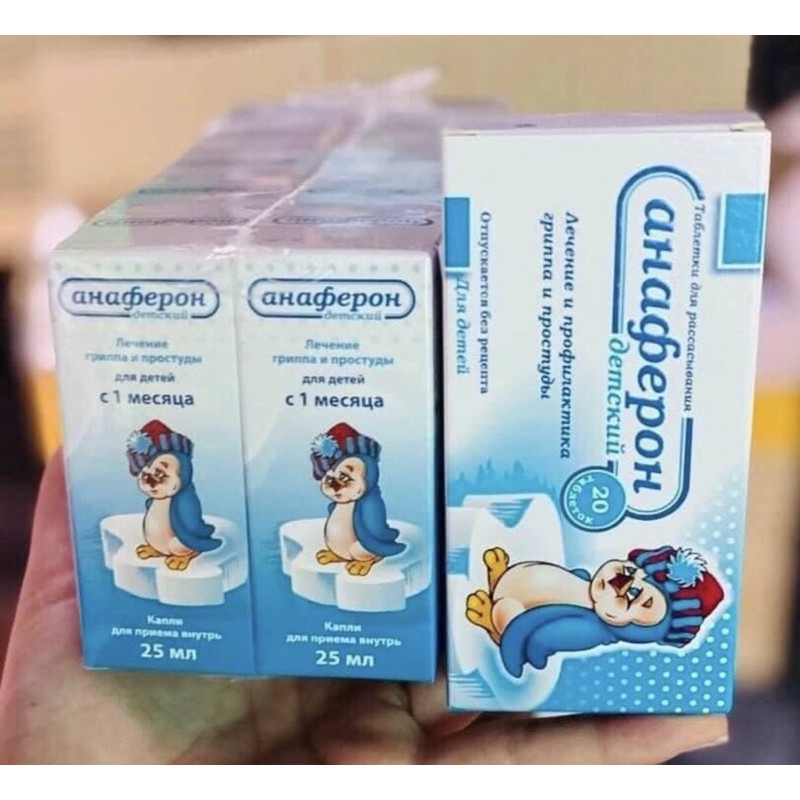 анаферон
детский
Лечение
гриппа и простуды
для детей
с 1 месяца
Капли
для приема внутрь
25 мл
анаферон
детский
Лечение
гриппа и простуды
для детей
с 1 месяца
Капли
для приема внутрь
25 мл
Таблетки для рассасывания
анаферон
детский
20
таблеток
Лечение и профилактика
гриппа и простуды
Отпускается без рецепта
Для детей